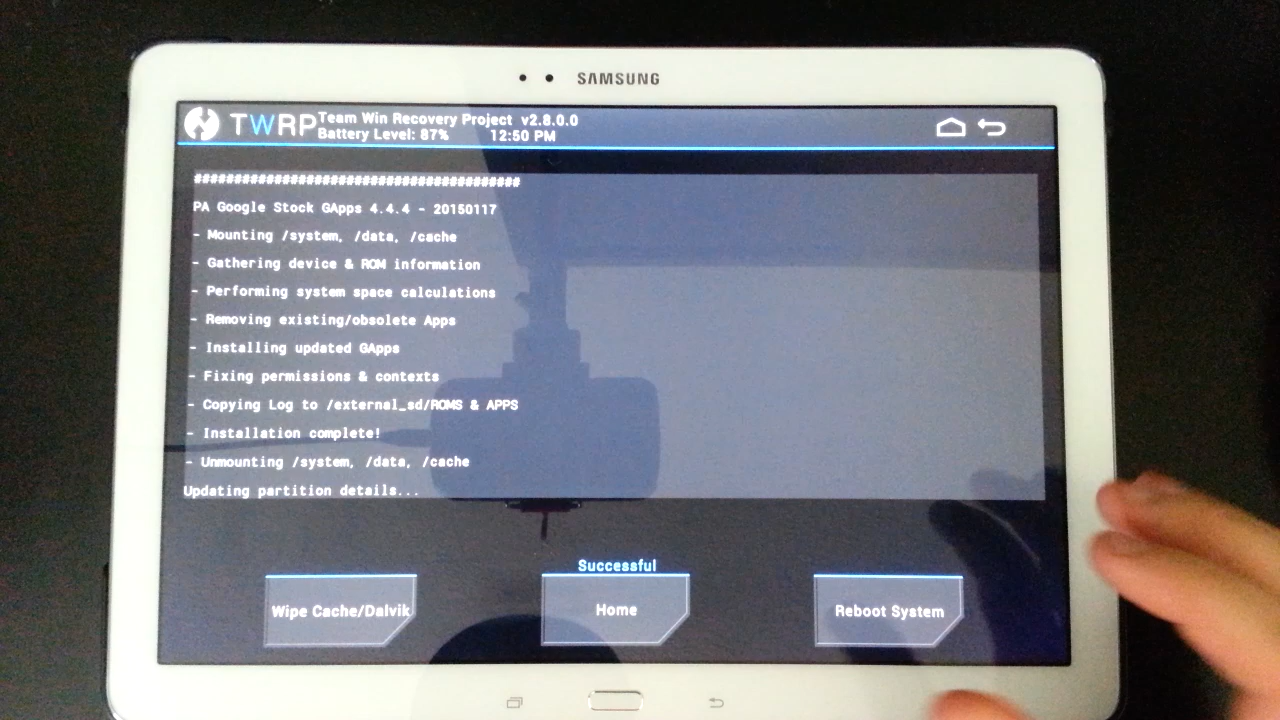 SAMSUNG
TWRP Team Win Recovery Project v2.8.0.0
Battery Level: 87% 12:50 PM
########################################
PA Google Stock GApps 4.4.4 - 20150117
- Mounting /system, /data, /cache
- Gathering device & ROM information
- Performing system space calculations
- Removing existing/obsolete Apps
- Installing updated GApps
- Fixing permissions & contexts
- Copying Log to /external_sd/ROMS & APPS
- Installation complete!
- Unmounting /system, /data, /cache
Updating partition details...
Successful
Wipe Cache/Dalvik
Home
Reboot System